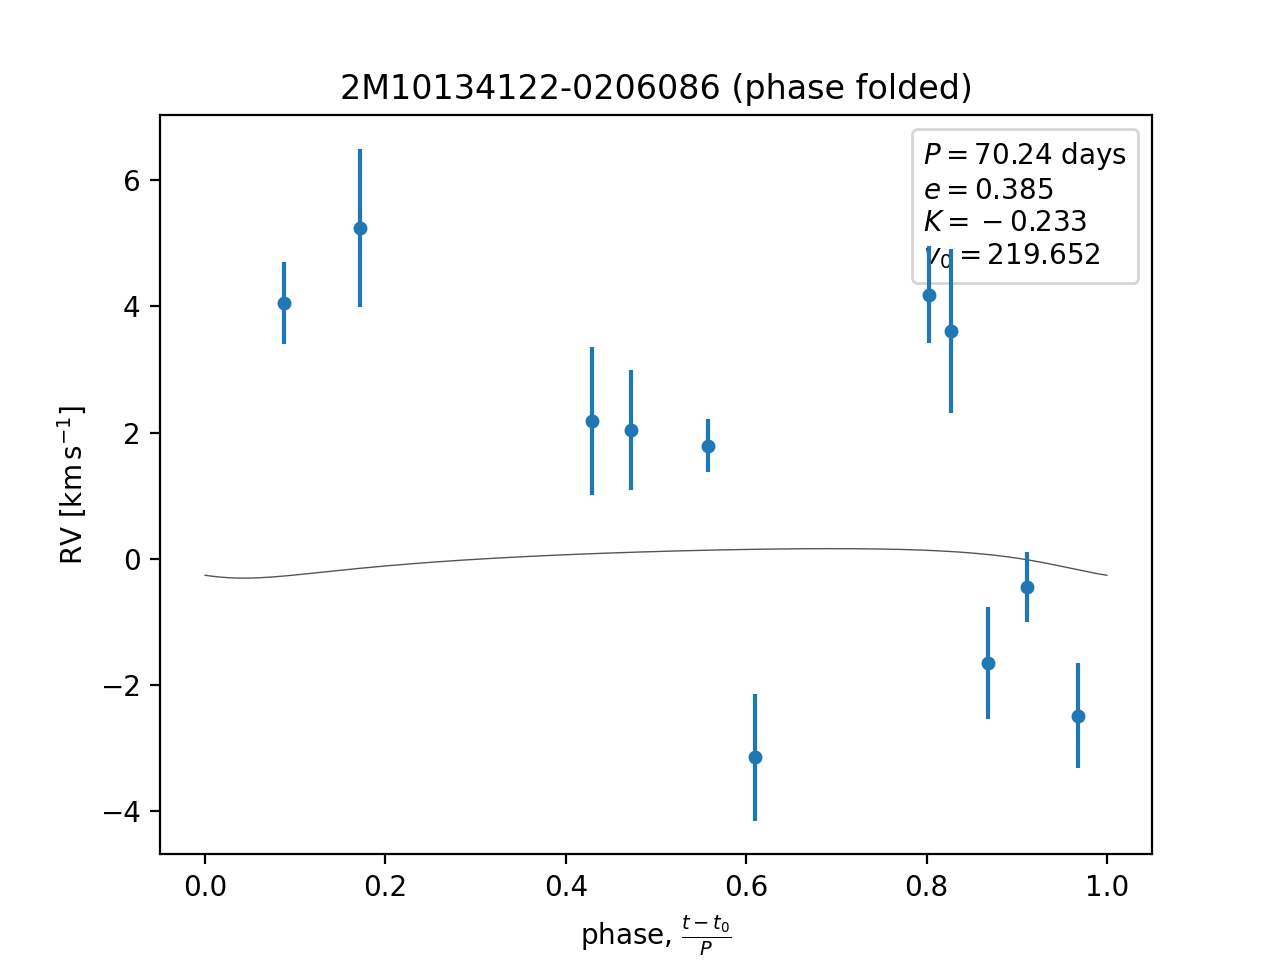 2M10134122-0206086 (phase folded)
P = 70.24 days
e = 0.385
K = −0.233
v₀ = 219.652
6
4
2
0
−2
−4
RV [km s⁻¹]
0.0 0.2 0.4 0.6 0.8 1.0
phase, (t − t₀)/P